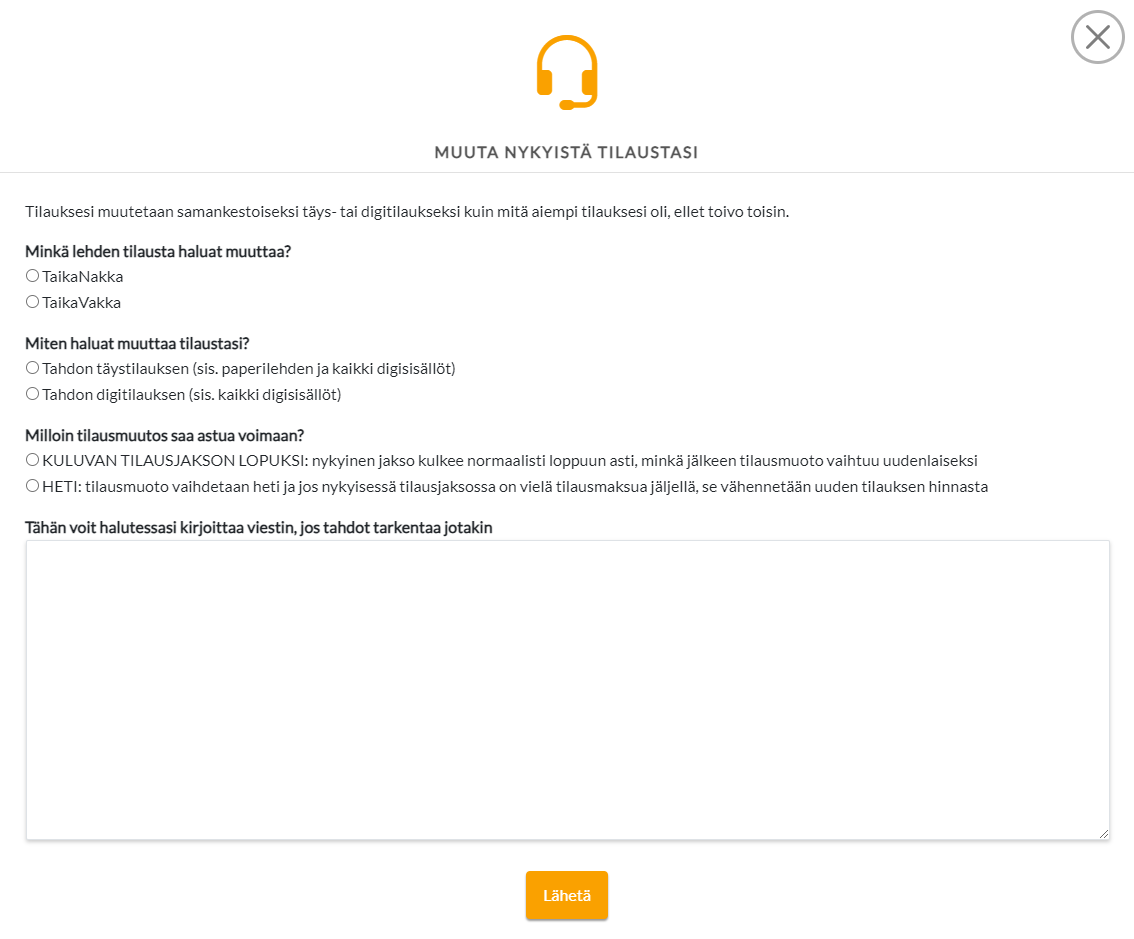 MUUTA NYKYISTÄ TILAUSTASI
Tilauksesi muutetaan samankestoiseksi täys- tai digitilaukseksi kuin mitä aiempi tilauksesi oli, ellet toivo toisin.
Minkä lehden tilausta haluat muuttaa?
TaikaNakka
TaikaVakka
Miten haluat muuttaa tilaustasi?
Tahdon täystilauksen (sis. paperilehden ja kaikki digisisällöt)
Tahdon digitilauksen (sis. kaikki digisisällöt)
Milloin tilausmuutos saa astua voimaan?
KULUVAN TILAUSJAKSON LOPUKSI: nykyinen jakso kulkee normaalisti loppuun asti, minkä jälkeen tilausmuoto vaihtuu uudenlaiseksi
HETI: tilausmuoto vaihdetaan heti ja jos nykyisessä tilausjaksossa on vielä tilausmaksua jäljellä, se vähennetään uuden tilauksen hinnasta
Tähän voit halutessasi kirjoittaa viestin, jos tahdot tarkentaa jotakin
Lähetä